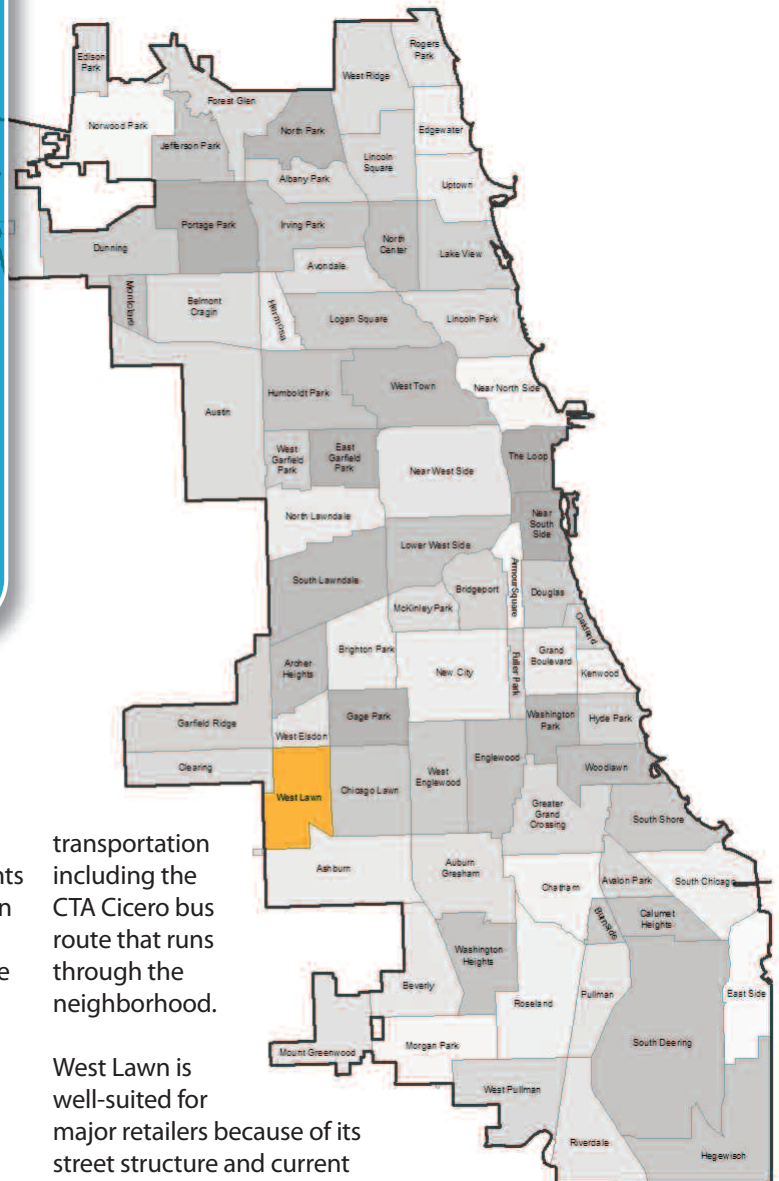 Rogers
Park
Edison
Park
West Ridge
Forest Glen
Norwood Park
North Park
Edgewater
Jefferson Park
Lincoln
Square
Albany Park
Uptown
Portage Park
Irving Park
North
Center
Dunning
Lake View
Avondale
Montclare
Belmont
Cragin
Hermosa
Logan Square
Lincoln Park
Austin
Humboldt Park
West Town
Near North Side
West
Garfield
Park
East
Garfield
Park
Near West Side
The Loop
North Lawndale
Near
South
Side
Lower West Side
South Lawndale
Bridgeport
Armour Square
Douglas
McKinley Park
Oakland
Archer
Heights
Brighton Park
New City
Fuller Park
Grand
Boulevard
Kenwood
Garfield Ridge
West Elsdon
Gage Park
Washington
Park
Hyde Park
Clearing
West Lawn
Chicago Lawn
West
Englewood
Englewood
Woodlawn
Greater
Grand
Crossing
South Shore
Ashburn
Auburn
Gresham
Chatham
Avalon Park
South Chicago
Burnside
Calumet
Heights
Washington
Heights
Beverly
Roseland
Pullman
East Side
South Deering
Mount Greenwood
Morgan Park
West Pullman
Riverdale
Hegewisch
nts
n
e
transportation
including the
CTA Cicero bus
route that runs
through the
neighborhood.
West Lawn is
well-suited for
major retailers because of its
street structure and current